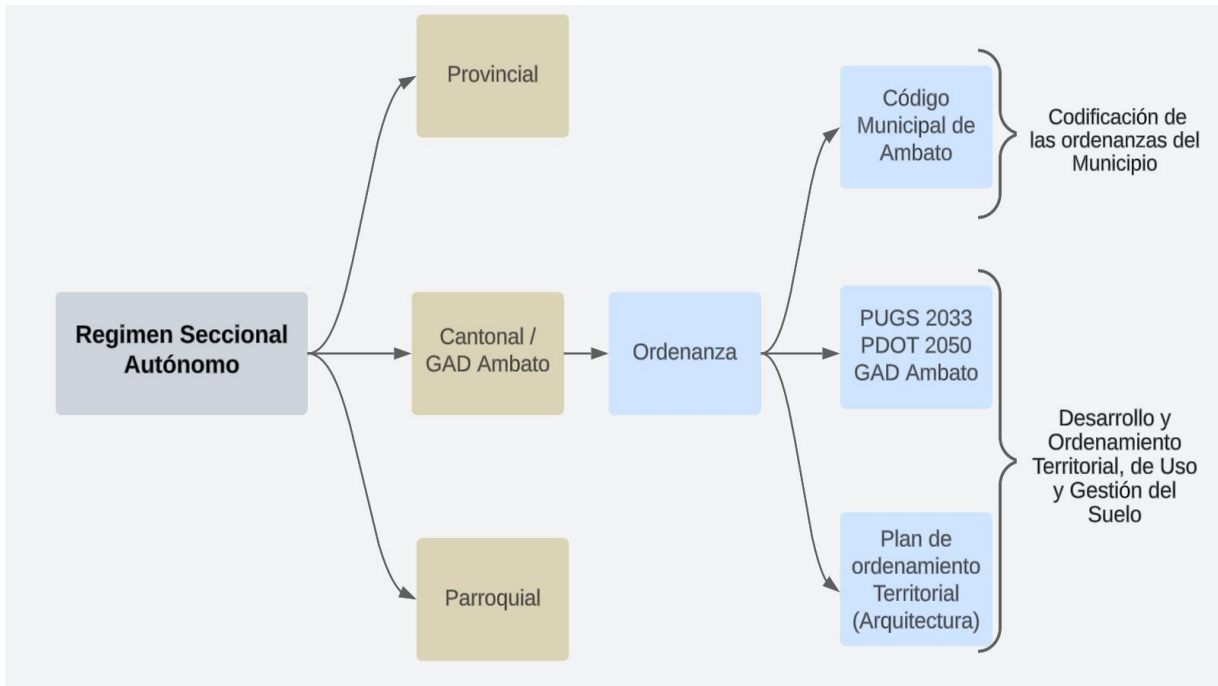 Provincial
Código
Municipal de
Ambato
Codificación de
las ordenanzas del
Municipio
Regimen Seccional
Autónomo
Cantonal /
GAD Ambato
Ordenanza
PUGS 2033
PDOT 2050
GAD Ambato
Desarrollo y
Ordenamiento
Territorial, de Uso
y Gestión del
Suelo
Parroquial
Plan de
ordenamiento
Territorial
(Arquitectura)